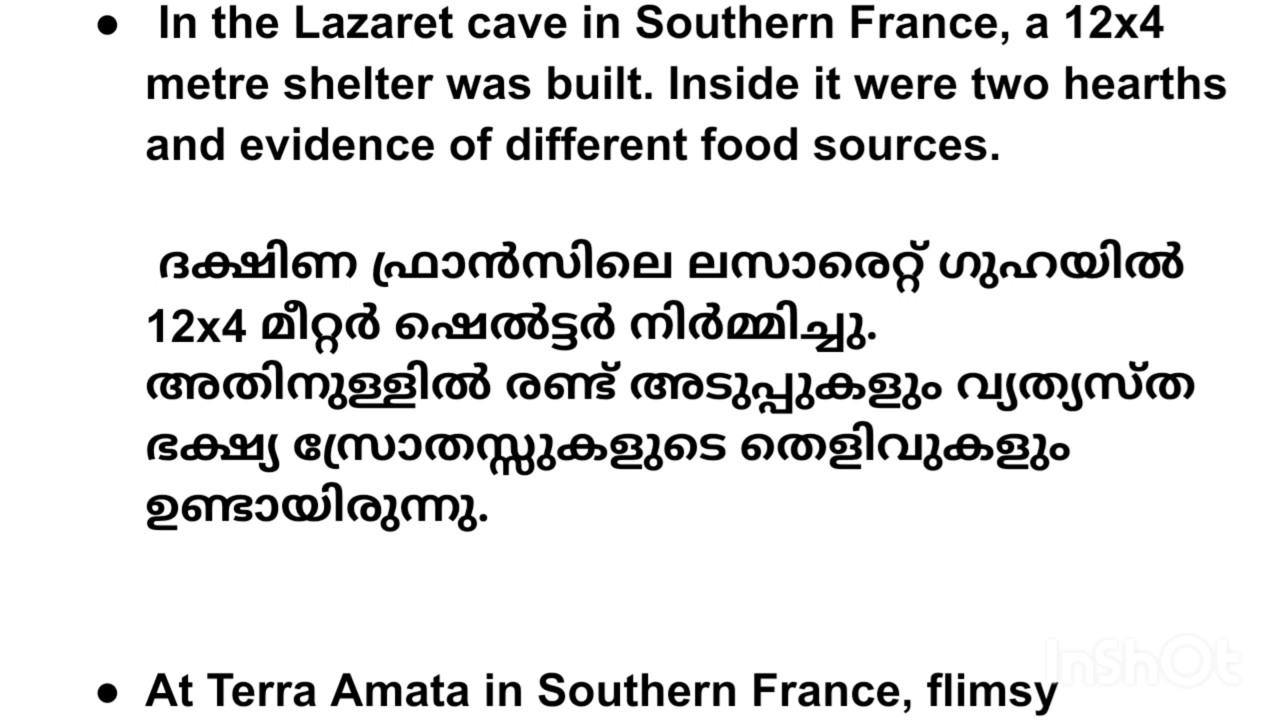 ● In the Lazaret cave in Southern France, a 12x4
metre shelter was built. Inside it were two hearths
and evidence of different food sources.
ദക്ഷിണ ഫ്രാൻസിലെ ലസാരെറ്റ് ഗുഹയിൽ
12x4 മീറ്റർ ഷെൽട്ടർ നിർമ്മിച്ചു.
അതിനുള്ളിൽ രണ്ട് അടുപ്പുകളും വ്യത്യസ്ത
ഭക്ഷ്യ സ്രോതസ്സുകളുടെ തെളിവുകളും
ഉണ്ടായിരുന്നു.
● At Terra Amata in Southern France, flimsy
InShOt